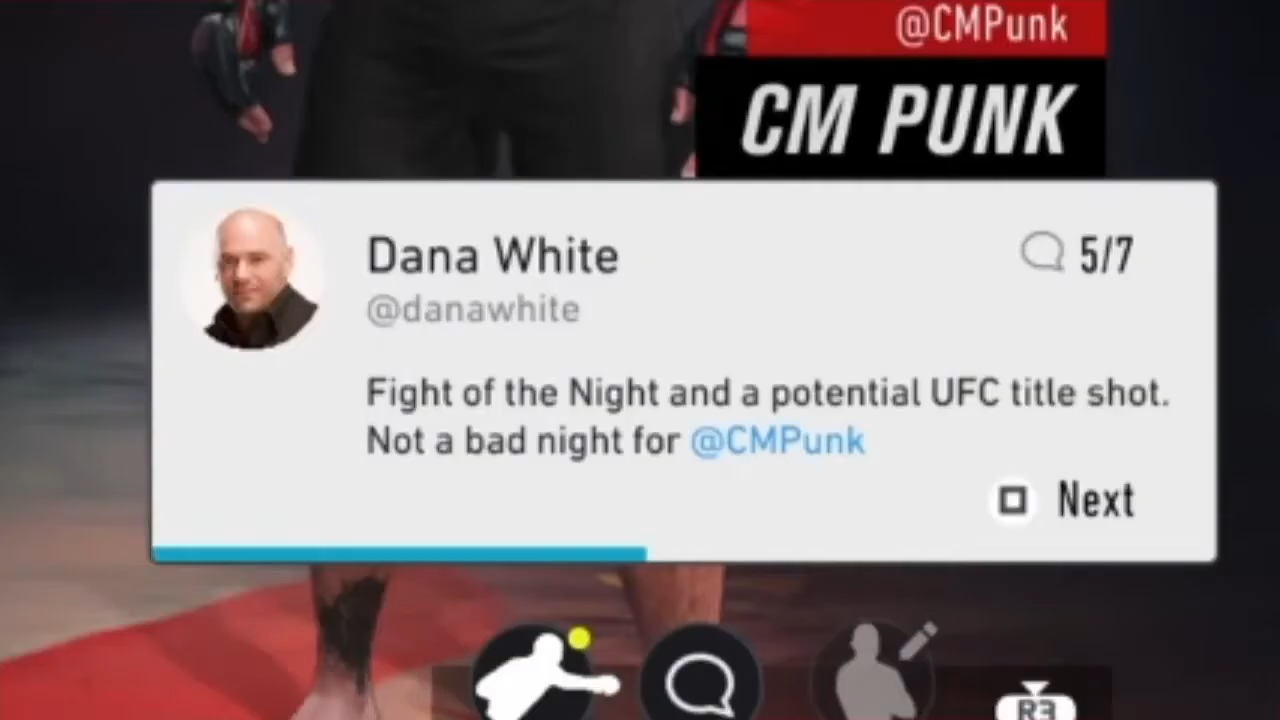 @CMPunk
CM PUNK
Dana White
5/7
@danawhite
Fight of the Night and a potential UFC title shot.
Not a bad night for @CMPunk
Next
R3